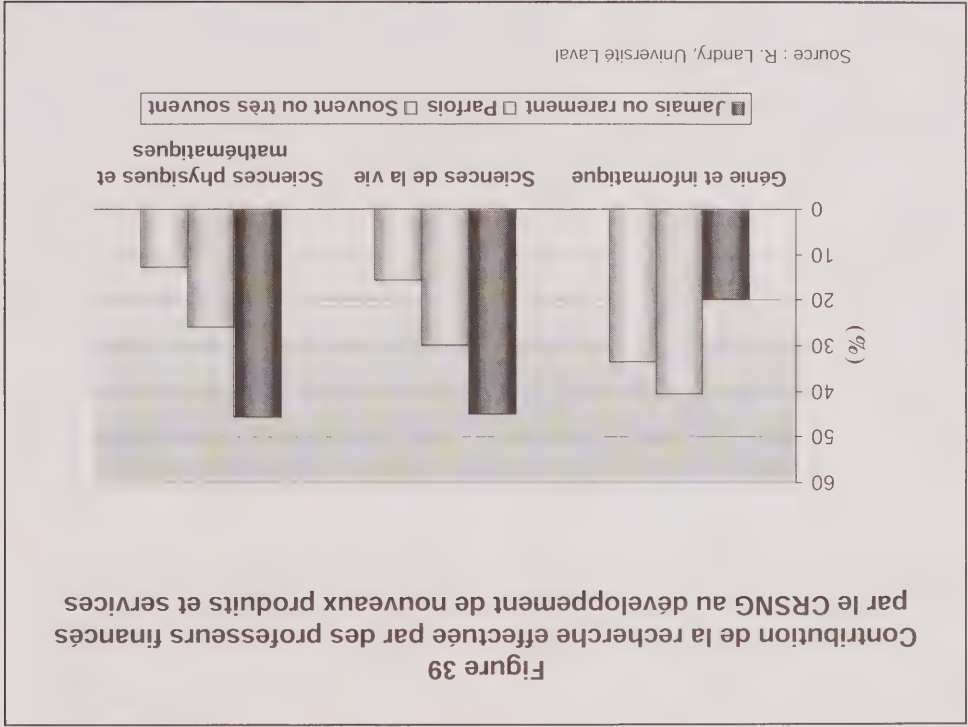 Figure 39
Contribution de la recherche effectuée par des professeurs financés
par le CRSNG au développement de nouveaux produits et services
60
50
40
30
20
10
0
(%)
Génie et informatique
Sciences de la vie
Sciences physiques et
mathématiques
Jamais ou rarement Parfois Souvent ou très souvent
Source : R. Landry, Université Laval